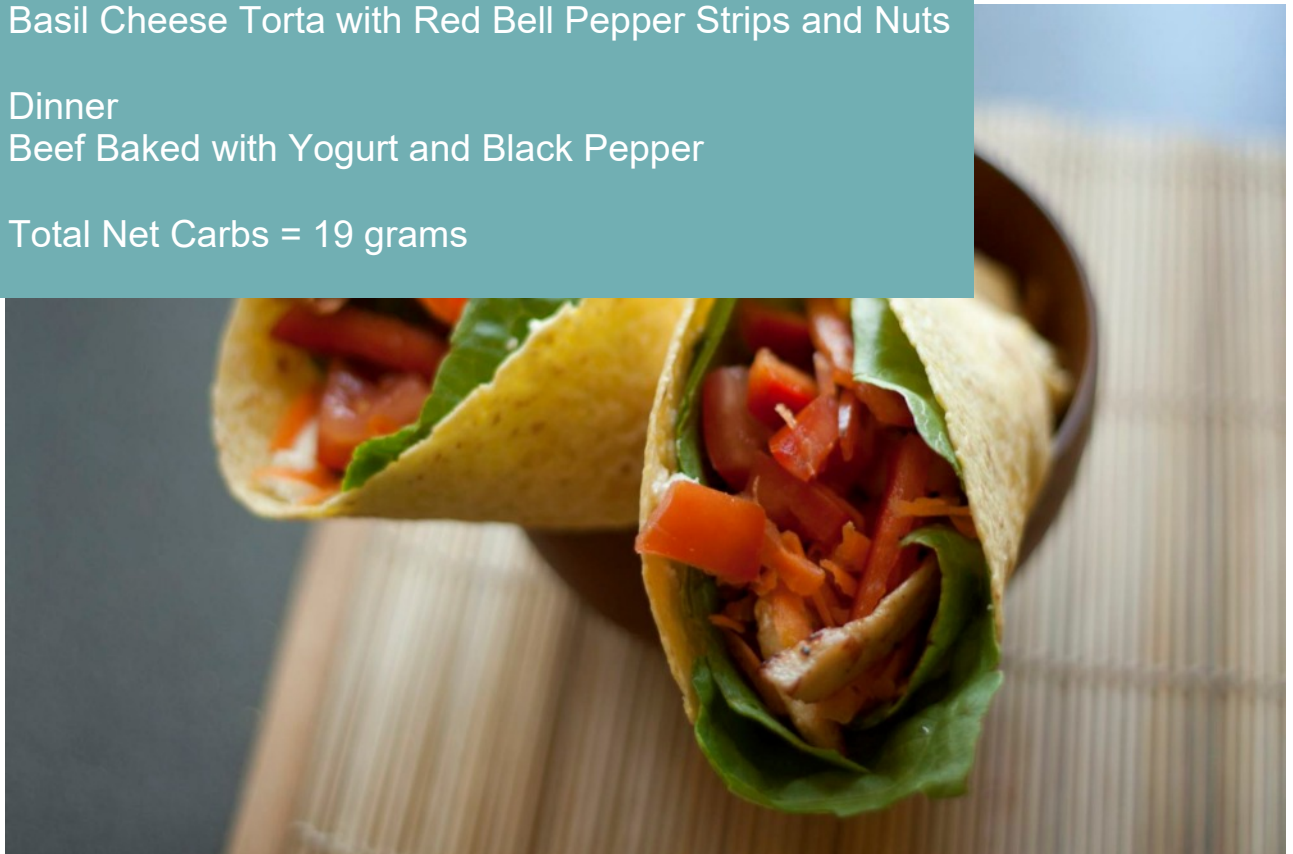 Basil Cheese Torta with Red Bell Pepper Strips and Nuts
Dinner
Beef Baked with Yogurt and Black Pepper
Total Net Carbs = 19 grams